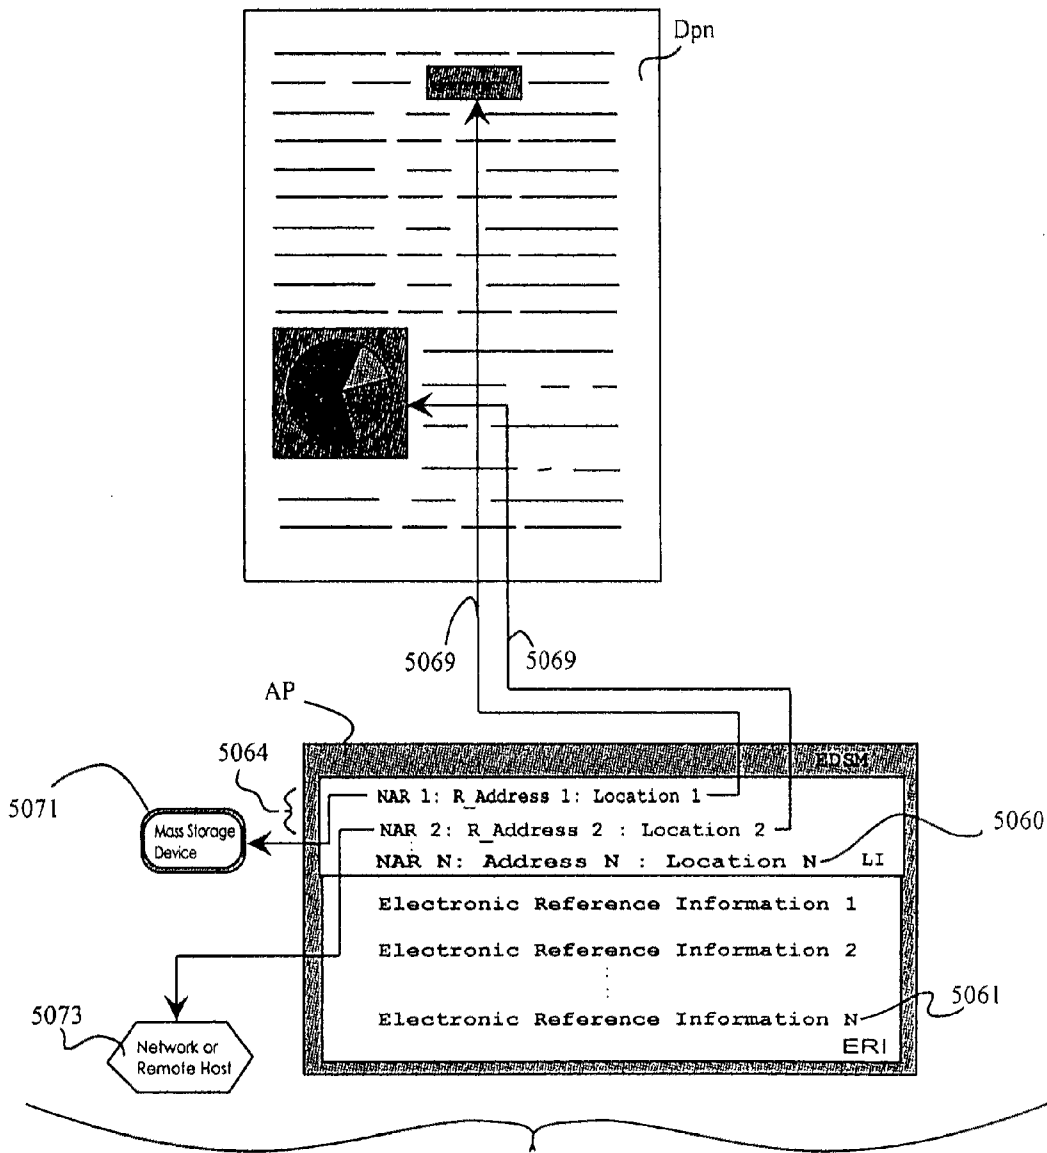 Dpn
5069
5069
AP
EDSM
5064
5071
NAR 1: R_Address 1: Location 1
Mass Storage
Device
NAR 2: R_Address 2 : Location 2
5060
NAR N: Address N : Location N
LI
Electronic Reference Information 1
Electronic Reference Information 2
5061
Electronic Reference Information N
ERI
5073
Network or
Remote Host